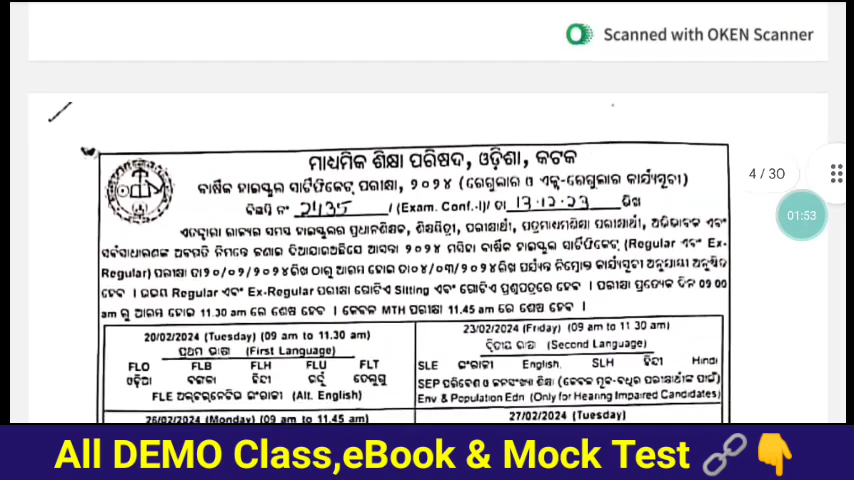 Scanned with OKEN Scanner
ମାଧ୍ୟମିକ ଶିକ୍ଷା ପରିଷଦ, ଓଡ଼ିଶା, କଟକ
ବାର୍ଷିକ ହାଇସ୍କୁଲ ସାର୍ଟିଫିକେଟ୍ ପରୀକ୍ଷା, ୨୦୨୪ (ରେଗୁଲାର ଓ ଏକ୍ସ-ରେଗୁଲାର କାର୍ଯ୍ୟସୂଚୀ)
4 / 30
ବିଜ୍ଞପ୍ତି ନଂ 2435 / (Exam. Conf.-I)/ ତା 13.12.23 ରିଖ
01:53
ଏତଦ୍ଦ୍ୱାରା ରାଜ୍ୟର ସମସ୍ତ ହାଇସ୍କୁଲର ପ୍ରଧାନଶିକ୍ଷକ, ଶିକ୍ଷୟିତ୍ରୀ, ପରୀକ୍ଷାର୍ଥୀ, ପତ୍ରମାଧ୍ୟମଶିକ୍ଷା ପରୀକ୍ଷାର୍ଥୀ, ଅଭିଭାବକ ଏବଂ
ସର୍ବସାଧାରଣଙ୍କ ଅବଗତି ନିମନ୍ତେ ଜଣାଇ ଦିଆଯାଉଅଛିଯେ ଆସନ୍ତା ୨୦୨୪ ମସିହା ବାର୍ଷିକ ହାଇସ୍କୁଲ ସାର୍ଟିଫିକେଟ୍ (Regular ଏବଂ Ex-
Regular) ପରୀକ୍ଷା ତା୨୦/୦୨/୨୦୨୪ରିଖ ଠାରୁ ଆରମ୍ଭ ହୋଇ ତା୦୪/୦୩/୨୦୨୪ରିଖ ପର୍ଯ୍ୟନ୍ତ ନିମ୍ନୋକ୍ତ କାର୍ଯ୍ୟସୂଚୀ ଅନୁଯାୟୀ ଅନୁଷ୍ଠିତ
ହେବ । ଉଭୟ Regular ଏବଂ Ex-Regular ପରୀକ୍ଷା ଗୋଟିଏ Sitting ଏବଂ ଗୋଟିଏ ପ୍ରଶ୍ନପତ୍ରରେ ହେବ । ପରୀକ୍ଷା ପ୍ରତ୍ୟେକ ଦିନ 09 00
am ରୁ ଆରମ୍ଭ ହୋଇ 11.30 am ରେ ଶେଷ ହେବ । କେବଳ MTH ପରୀକ୍ଷା 11.45 am ରେ ଶେଷ ହେବ ।
20/02/2024 (Tuesday) (09 am to 11.30 am)
ପ୍ରଥମ ଭାଷା (First Language)
FLO FLB FLH FLU FLT
ଓଡ଼ିଆ ବଙ୍ଗଳା ହିନ୍ଦୀ ଉର୍ଦ୍ଦୁ ତେଲୁଗୁ
FLE ଅଲ୍‌ଟରନେଟିଭ ଇଂରାଜୀ (Alt. English)
23/02/2024 (Friday) (09 am to 11 30 am)
ଦ୍ୱିତୀୟ ଭାଷା (Second Language)
SLE ଇଂରାଜୀ English, SLH ହିନ୍ଦୀ Hindi
SEP ପରିବେଶ ଓ ଜନସଂଖ୍ୟା ଶିକ୍ଷା (କେବଳ ମୂକ-ବଧିର ପରୀକ୍ଷାର୍ଥୀଙ୍କ ପାଇଁ)
Env & Population Edn (Only for Hearing Impaired Candidates)
26/02/2024 (Monday) (09 am to 11.45 am)
27/02/2024 (Tuesday)
All DEMO Class,eBook & Mock Test